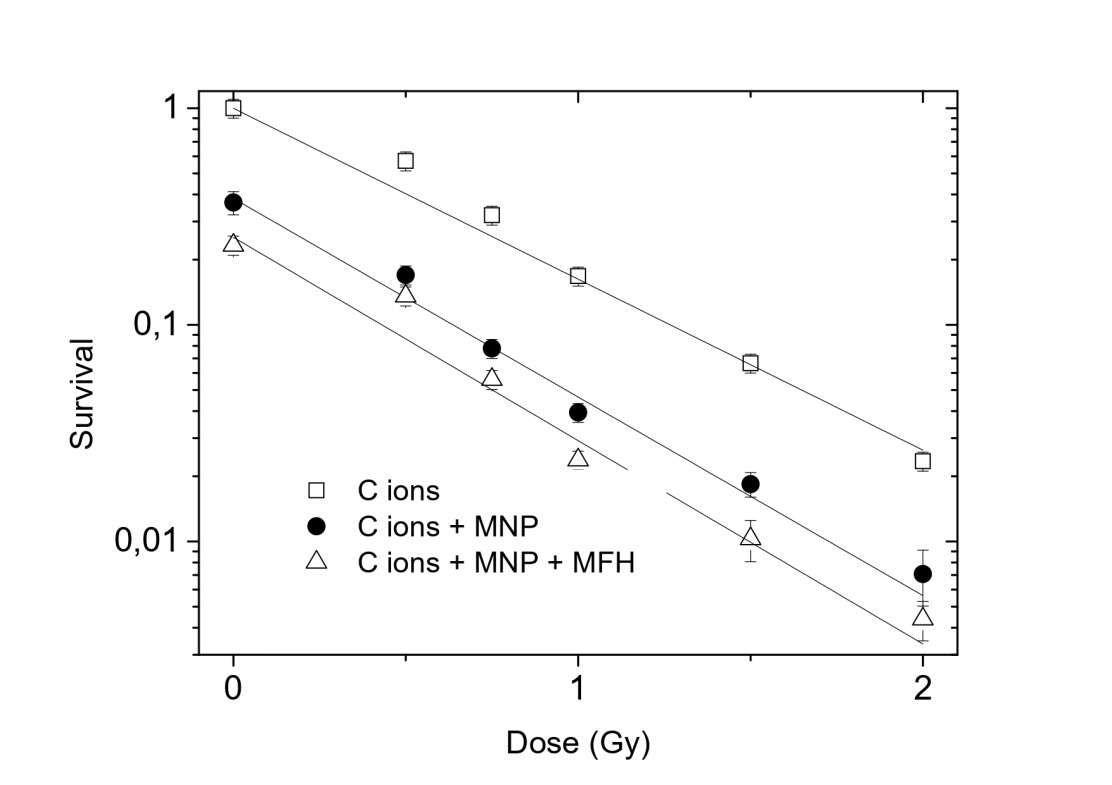 1
0,1
0,01
Survival
C ions
C ions + MNP
C ions + MNP + MFH
0 1 2
Dose (Gy)